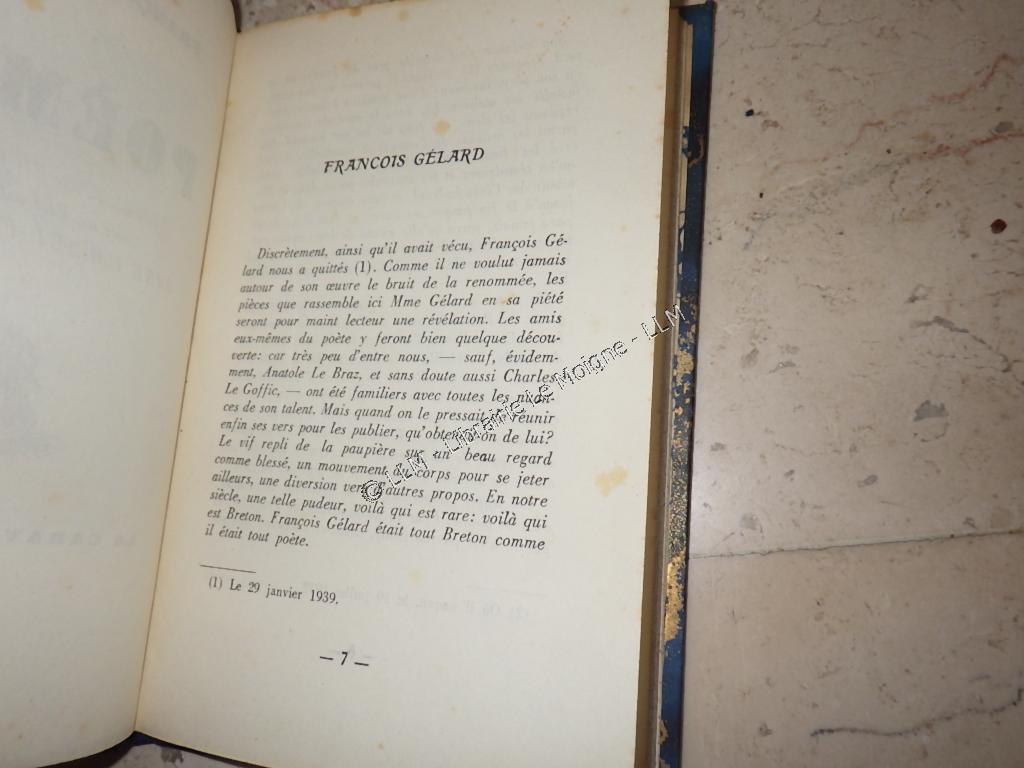 FRANCOIS GÉLARD
Discrètement, ainsi qu'il avait vécu, François Gé-
lard nous a quittés (1). Comme il ne voulut jamais
autour de son œuvre le bruit de la renommée, les
pièces que rassemble ici Mme Gélard en sa piété
seront pour maint lecteur une révélation. Les amis
eux-mêmes du poète y feront bien quelque décou-
verte: car très peu d'entre nous, — sauf, évidem-
ment, Anatole Le Braz, et sans doute aussi Charles
Le Goffic, — ont été familiers avec toutes les nuan-
ces de son talent. Mais quand on le pressait de réunir
enfin ses vers pour les publier, qu'obtenait-on de lui?
Le vif repli de la paupière sur un beau regard
comme blessé, un mouvement du corps pour se jeter
ailleurs, une diversion vers d'autres propos. En notre
siècle, une telle pudeur, voilà qui est rare: voilà qui
est Breton. François Gélard était tout Breton comme
il était tout poète.
(1) Le 29 janvier 1939.
— 7 —
© LLM - Librairie Le Moigne - LLM